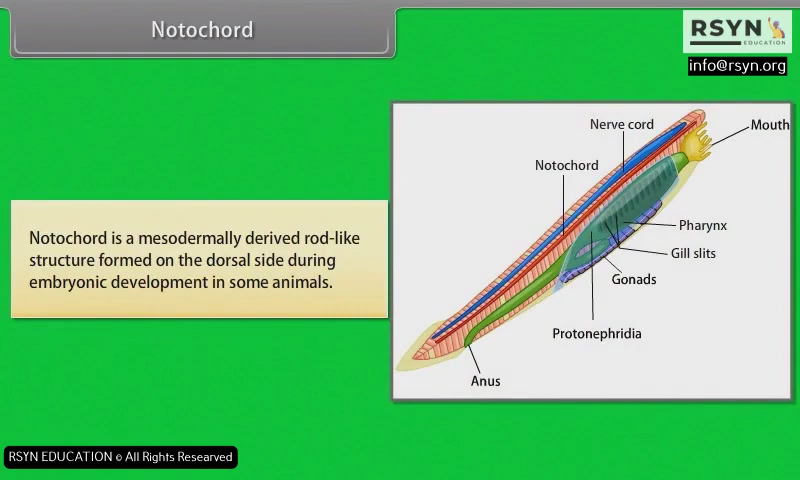 Notochord
RSYN
EDUCATION
info@rsyn.org
Nerve cord
Mouth
Notochord
Pharynx
Gill slits
Gonads
Protonephridia
Anus
Notochord is a mesodermally derived rod-like
structure formed on the dorsal side during
embryonic development in some animals.
RSYN EDUCATION © All Rights Researved